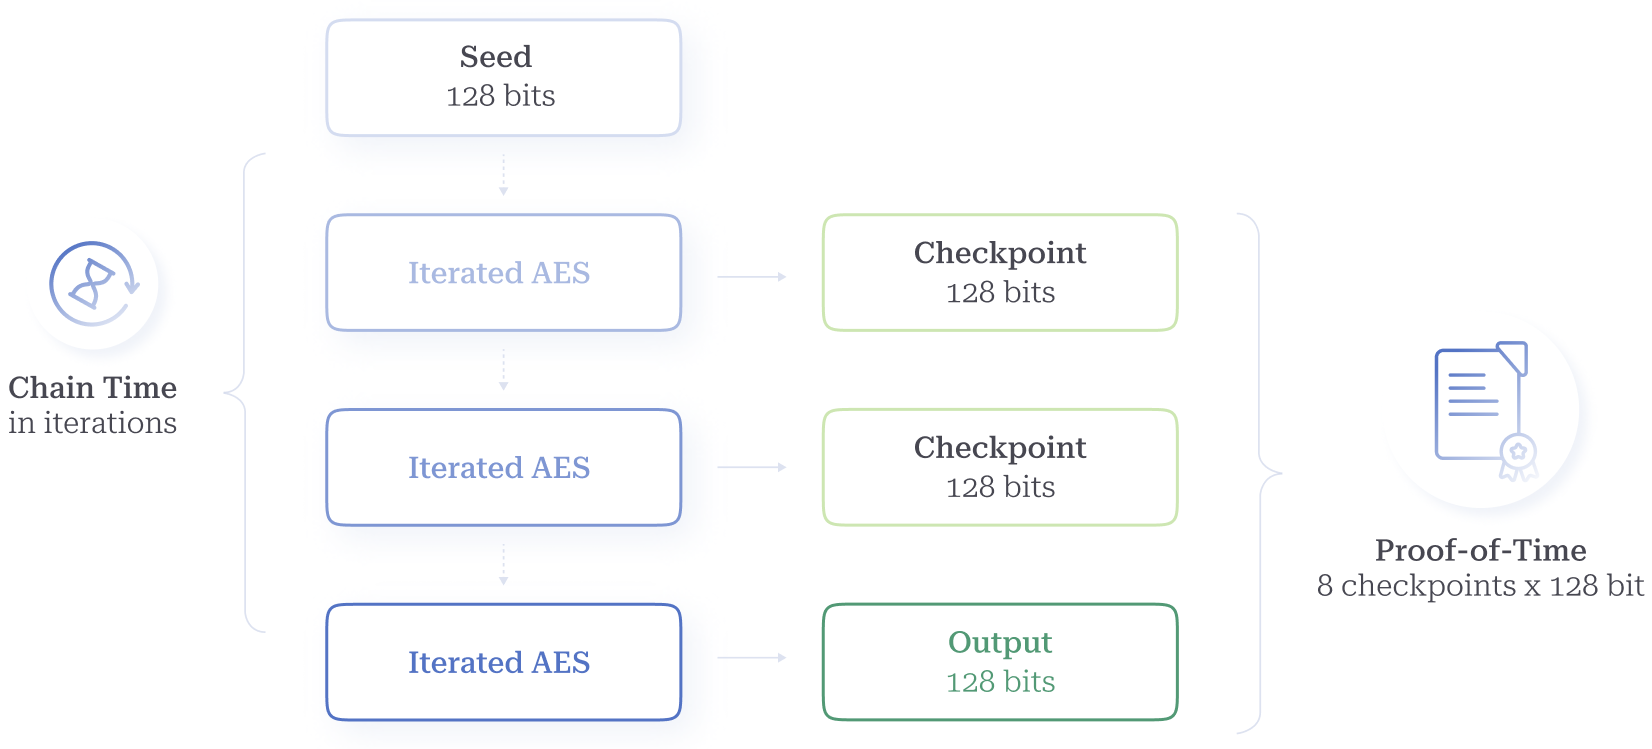 Seed
128 bits
Iterated AES
Checkpoint
128 bits
Chain Time
in iterations
Iterated AES
Checkpoint
128 bits
Proof-of-Time
8 checkpoints x 128 bit
Iterated AES
Output
128 bits